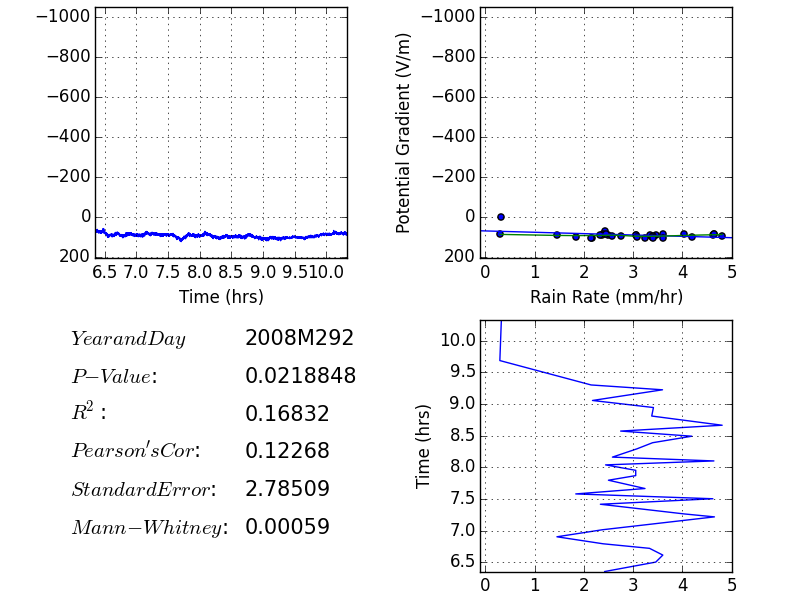 −1000
−800
−600
−400
−200
0
200
6.5 7.0 7.5 8.0 8.5 9.0 9.5 10.0
Time (hrs)
Potential Gradient (V/m)
−1000
−800
−600
−400
−200
0
200
0 1 2 3 4 5
Rain Rate (mm/hr)
YearandDay 2008M292
P−Value: 0.0218848
R²: 0.16832
Pearson'sCor: 0.12268
StandardError: 2.78509
Mann−Whitney: 0.00059
Time (hrs)
10.0
9.5
9.0
8.5
8.0
7.5
7.0
6.5
0 1 2 3 4 5